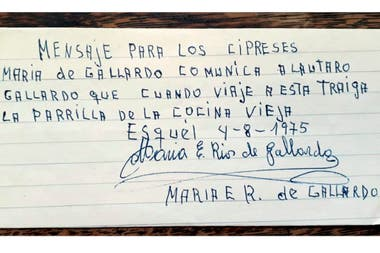 MENSAJE PARA LOS CIPRESES
MARIA de GALLARDO COMUNICA A LAUTARO
GALLARDO QUE CUANDO VIAJE A ESTA TRAIGA
LA PARRILLA DE LA COCINA VIEJA
Esquel 4-8-1975
Maria E. Rios de Gallardo
MARIA E R. de GALLARDO